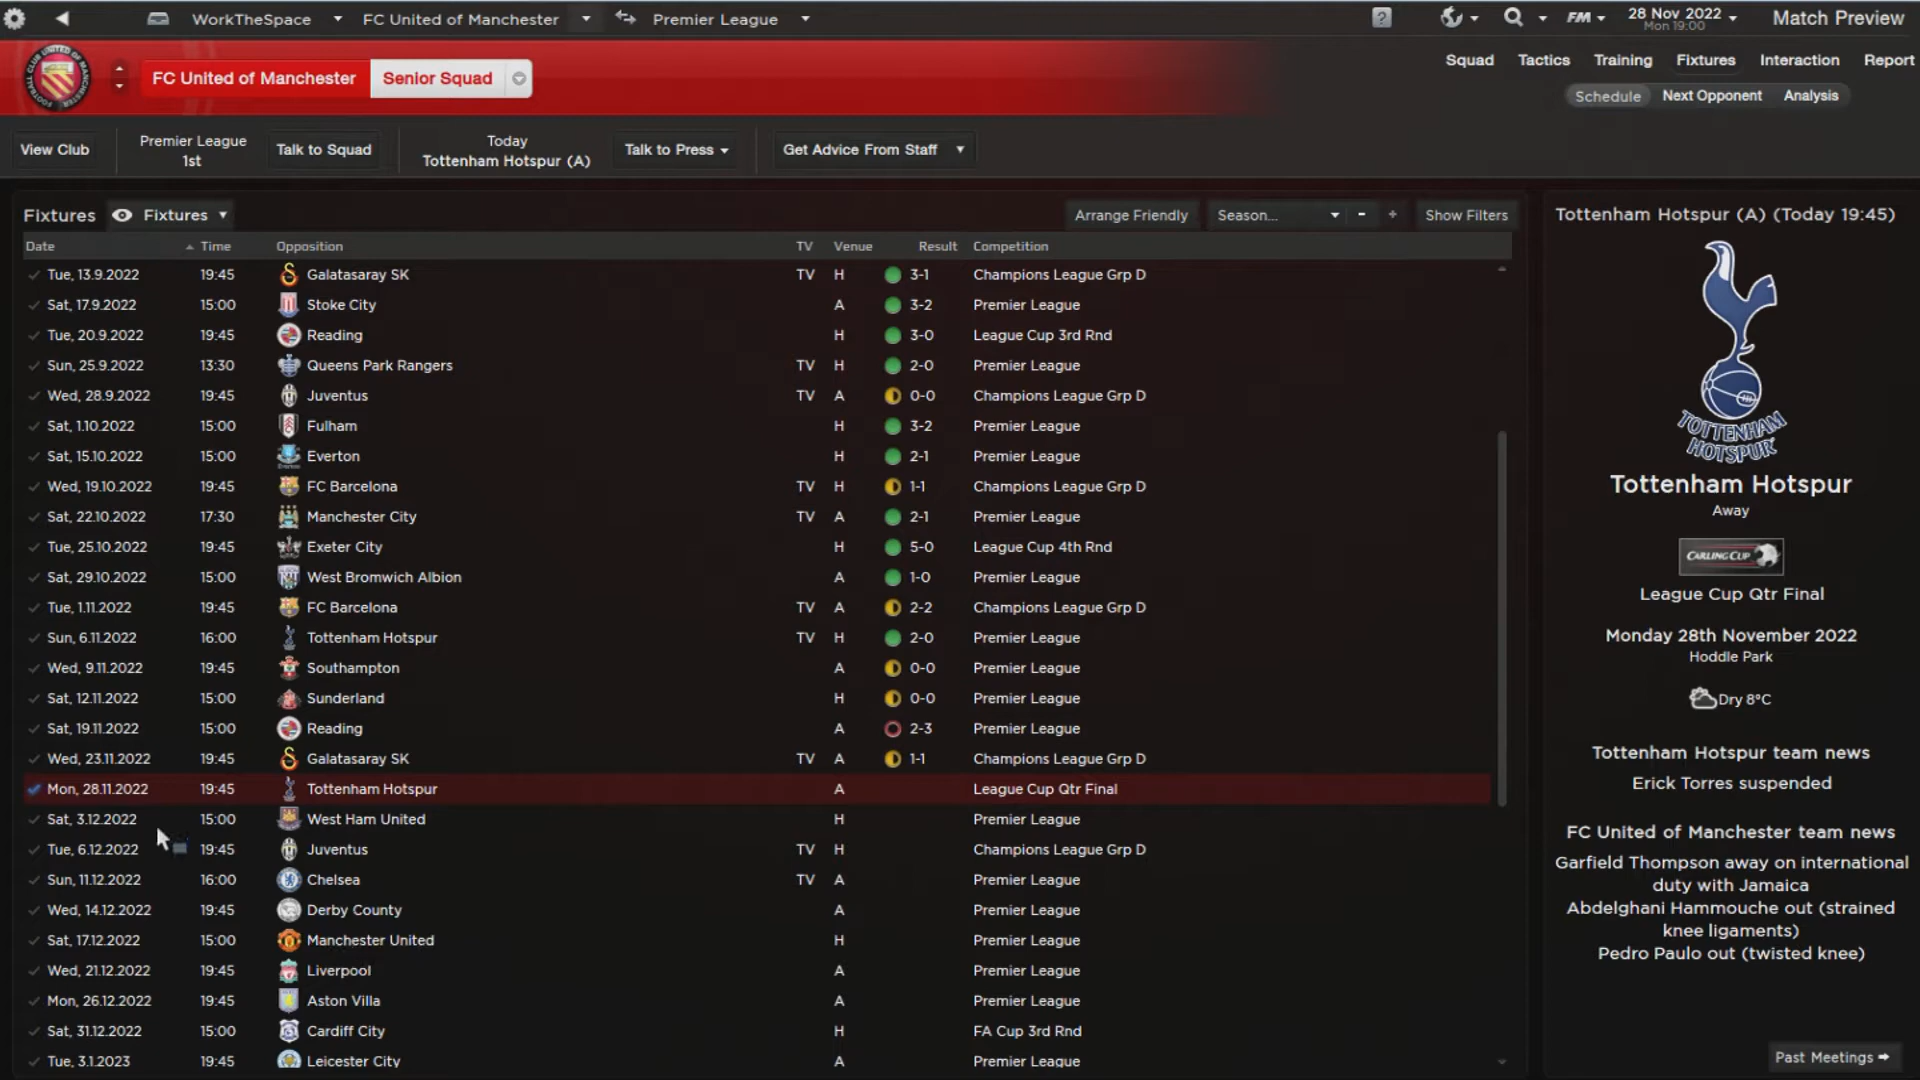 WorkTheSpace FC United of Manchester Premier League ? FM 28 Nov 2022 Mon 19:00 Match Preview
FC United of Manchester Senior Squad
Squad Tactics Training Fixtures Interaction Report
Schedule Next Opponent Analysis
View Club Premier League 1st Talk to Squad Today Tottenham Hotspur (A) Talk to Press Get Advice From Staff
Fixtures Fixtures Arrange Friendly Season... - + Show Filters
Date Time Opposition TV Venue Result Competition
Tue, 13.9.2022 19:45 Galatasaray SK TV H 3-1 Champions League Grp D
Sat, 17.9.2022 15:00 Stoke City A 3-2 Premier League
Tue, 20.9.2022 19:45 Reading H 3-0 League Cup 3rd Rnd
Sun, 25.9.2022 13:30 Queens Park Rangers TV H 2-0 Premier League
Wed, 28.9.2022 19:45 Juventus TV A 0-0 Champions League Grp D
Sat, 1.10.2022 15:00 Fulham H 3-2 Premier League
Sat, 15.10.2022 15:00 Everton H 2-1 Premier League
Wed, 19.10.2022 19:45 FC Barcelona TV H 1-1 Champions League Grp D
Sat, 22.10.2022 17:30 Manchester City TV A 2-1 Premier League
Tue, 25.10.2022 19:45 Exeter City H 5-0 League Cup 4th Rnd
Sat, 29.10.2022 15:00 West Bromwich Albion A 1-0 Premier League
Tue, 1.11.2022 19:45 FC Barcelona TV A 2-2 Champions League Grp D
Sun, 6.11.2022 16:00 Tottenham Hotspur TV H 2-0 Premier League
Wed, 9.11.2022 19:45 Southampton A 0-0 Premier League
Sat, 12.11.2022 15:00 Sunderland H 0-0 Premier League
Sat, 19.11.2022 15:00 Reading A 2-3 Premier League
Wed, 23.11.2022 19:45 Galatasaray SK TV A 1-1 Champions League Grp D
Mon, 28.11.2022 19:45 Tottenham Hotspur A League Cup Qtr Final
Sat, 3.12.2022 15:00 West Ham United H Premier League
Tue, 6.12.2022 19:45 Juventus TV H Champions League Grp D
Sun, 11.12.2022 16:00 Chelsea TV A Premier League
Wed, 14.12.2022 19:45 Derby County A Premier League
Sat, 17.12.2022 15:00 Manchester United H Premier League
Wed, 21.12.2022 19:45 Liverpool A Premier League
Mon, 26.12.2022 19:45 Aston Villa A Premier League
Sat, 31.12.2022 15:00 Cardiff City H FA Cup 3rd Rnd
Tue, 3.1.2023 19:45 Leicester City A Premier League
Tottenham Hotspur (A) (Today 19:45)
TOTTENHAM
HOTSPUR
Tottenham Hotspur
Away
CARLING CUP
League Cup Qtr Final
Monday 28th November 2022
Hoddle Park
Dry 8°C
Tottenham Hotspur team news
Erick Torres suspended
FC United of Manchester team news
Garfield Thompson away on international
duty with Jamaica
Abdelghani Hammouche out (strained
knee ligaments)
Pedro Paulo out (twisted knee)
Past Meetings